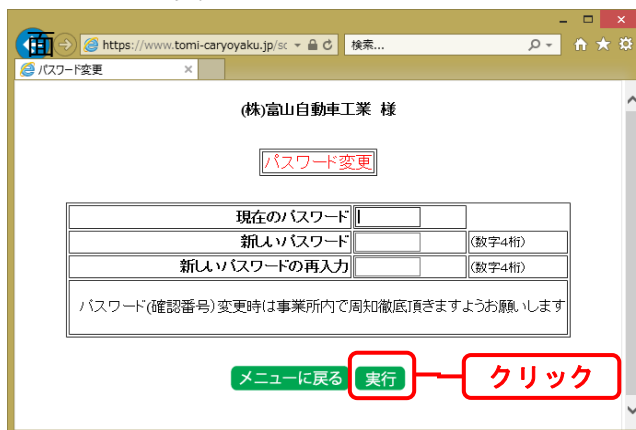 面
https://www.tomi-caryoyaku.jp/sc
検索...
パスワード変更
(株)富山自動車工業 様
パスワード変更
現在のパスワード
新しいパスワード (数字4桁)
新しいパスワードの再入力 (数字4桁)
パスワード(確認番号)変更時は事業所内で周知徹底頂きますようお願いします
メニューに戻る 実行 クリック